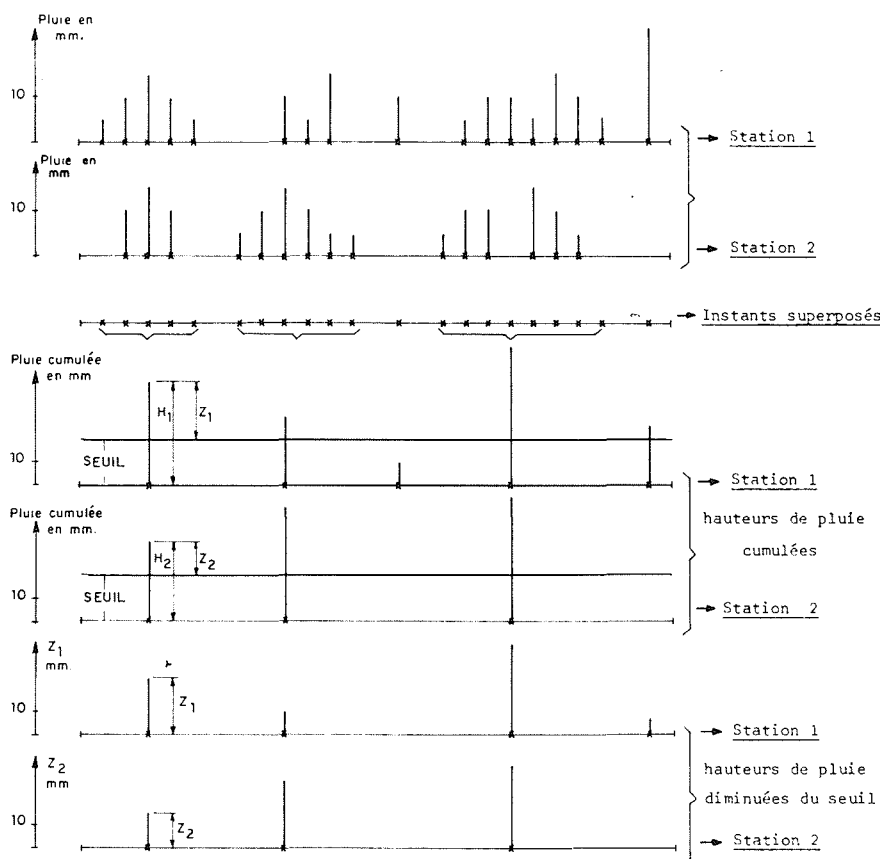 Pluie en
mm.
10
Station 1
Pluie en
mm
10
Station 2
Instants superposés
Pluie cumulée
en mm
H1
Z1
SEUIL
10
Station 1
hauteurs de pluie
cumulées
Pluie cumulée
en mm.
H2
Z2
SEUIL
10
Station 2
Z1
mm.
Z1
10
Station 1
hauteurs de pluie
diminuées du seuil
Z2
mm
10
Z2
Station 2